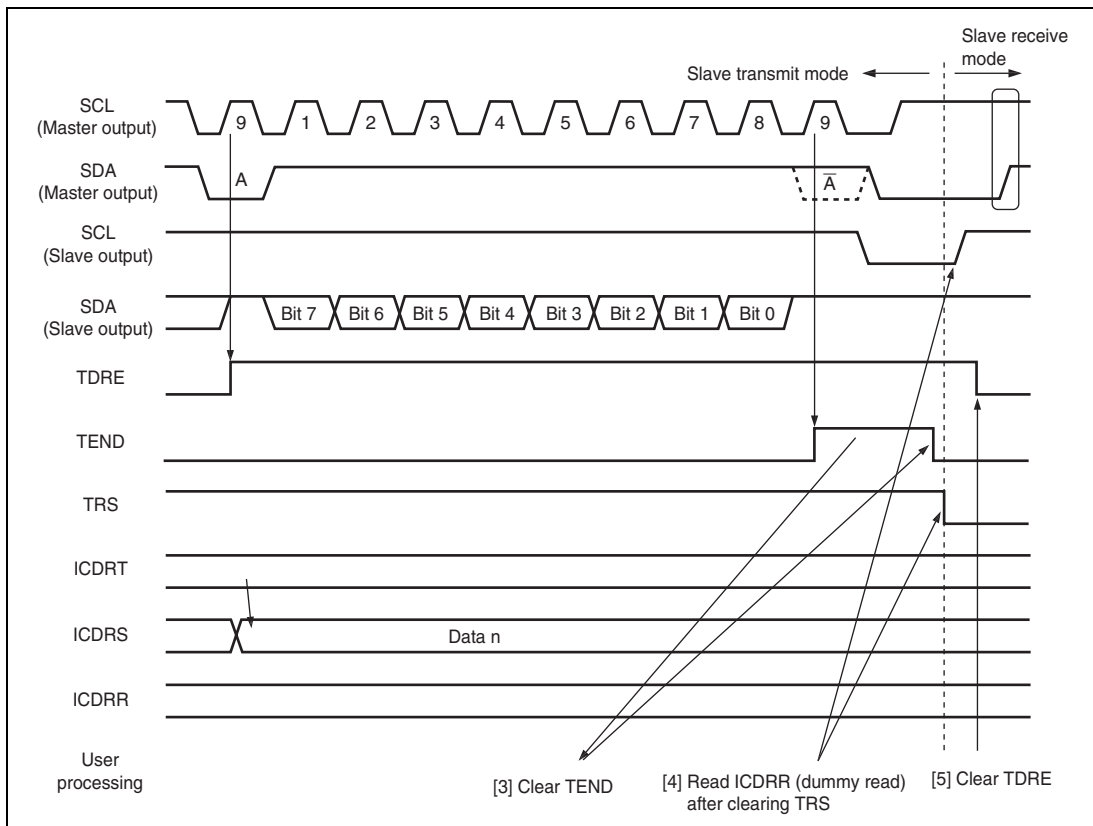 Slave receive
mode
Slave transmit mode
SCL
(Master output)
9 1 2 3 4 5 6 7 8 9
SDA
(Master output)
A A̅
SCL
(Slave output)
SDA
(Slave output)
Bit 7 Bit 6 Bit 5 Bit 4 Bit 3 Bit 2 Bit 1 Bit 0
TDRE
TEND
TRS
ICDRT
ICDRS
Data n
ICDRR
User
processing
[3] Clear TEND
[4] Read ICDRR (dummy read)
after clearing TRS
[5] Clear TDRE